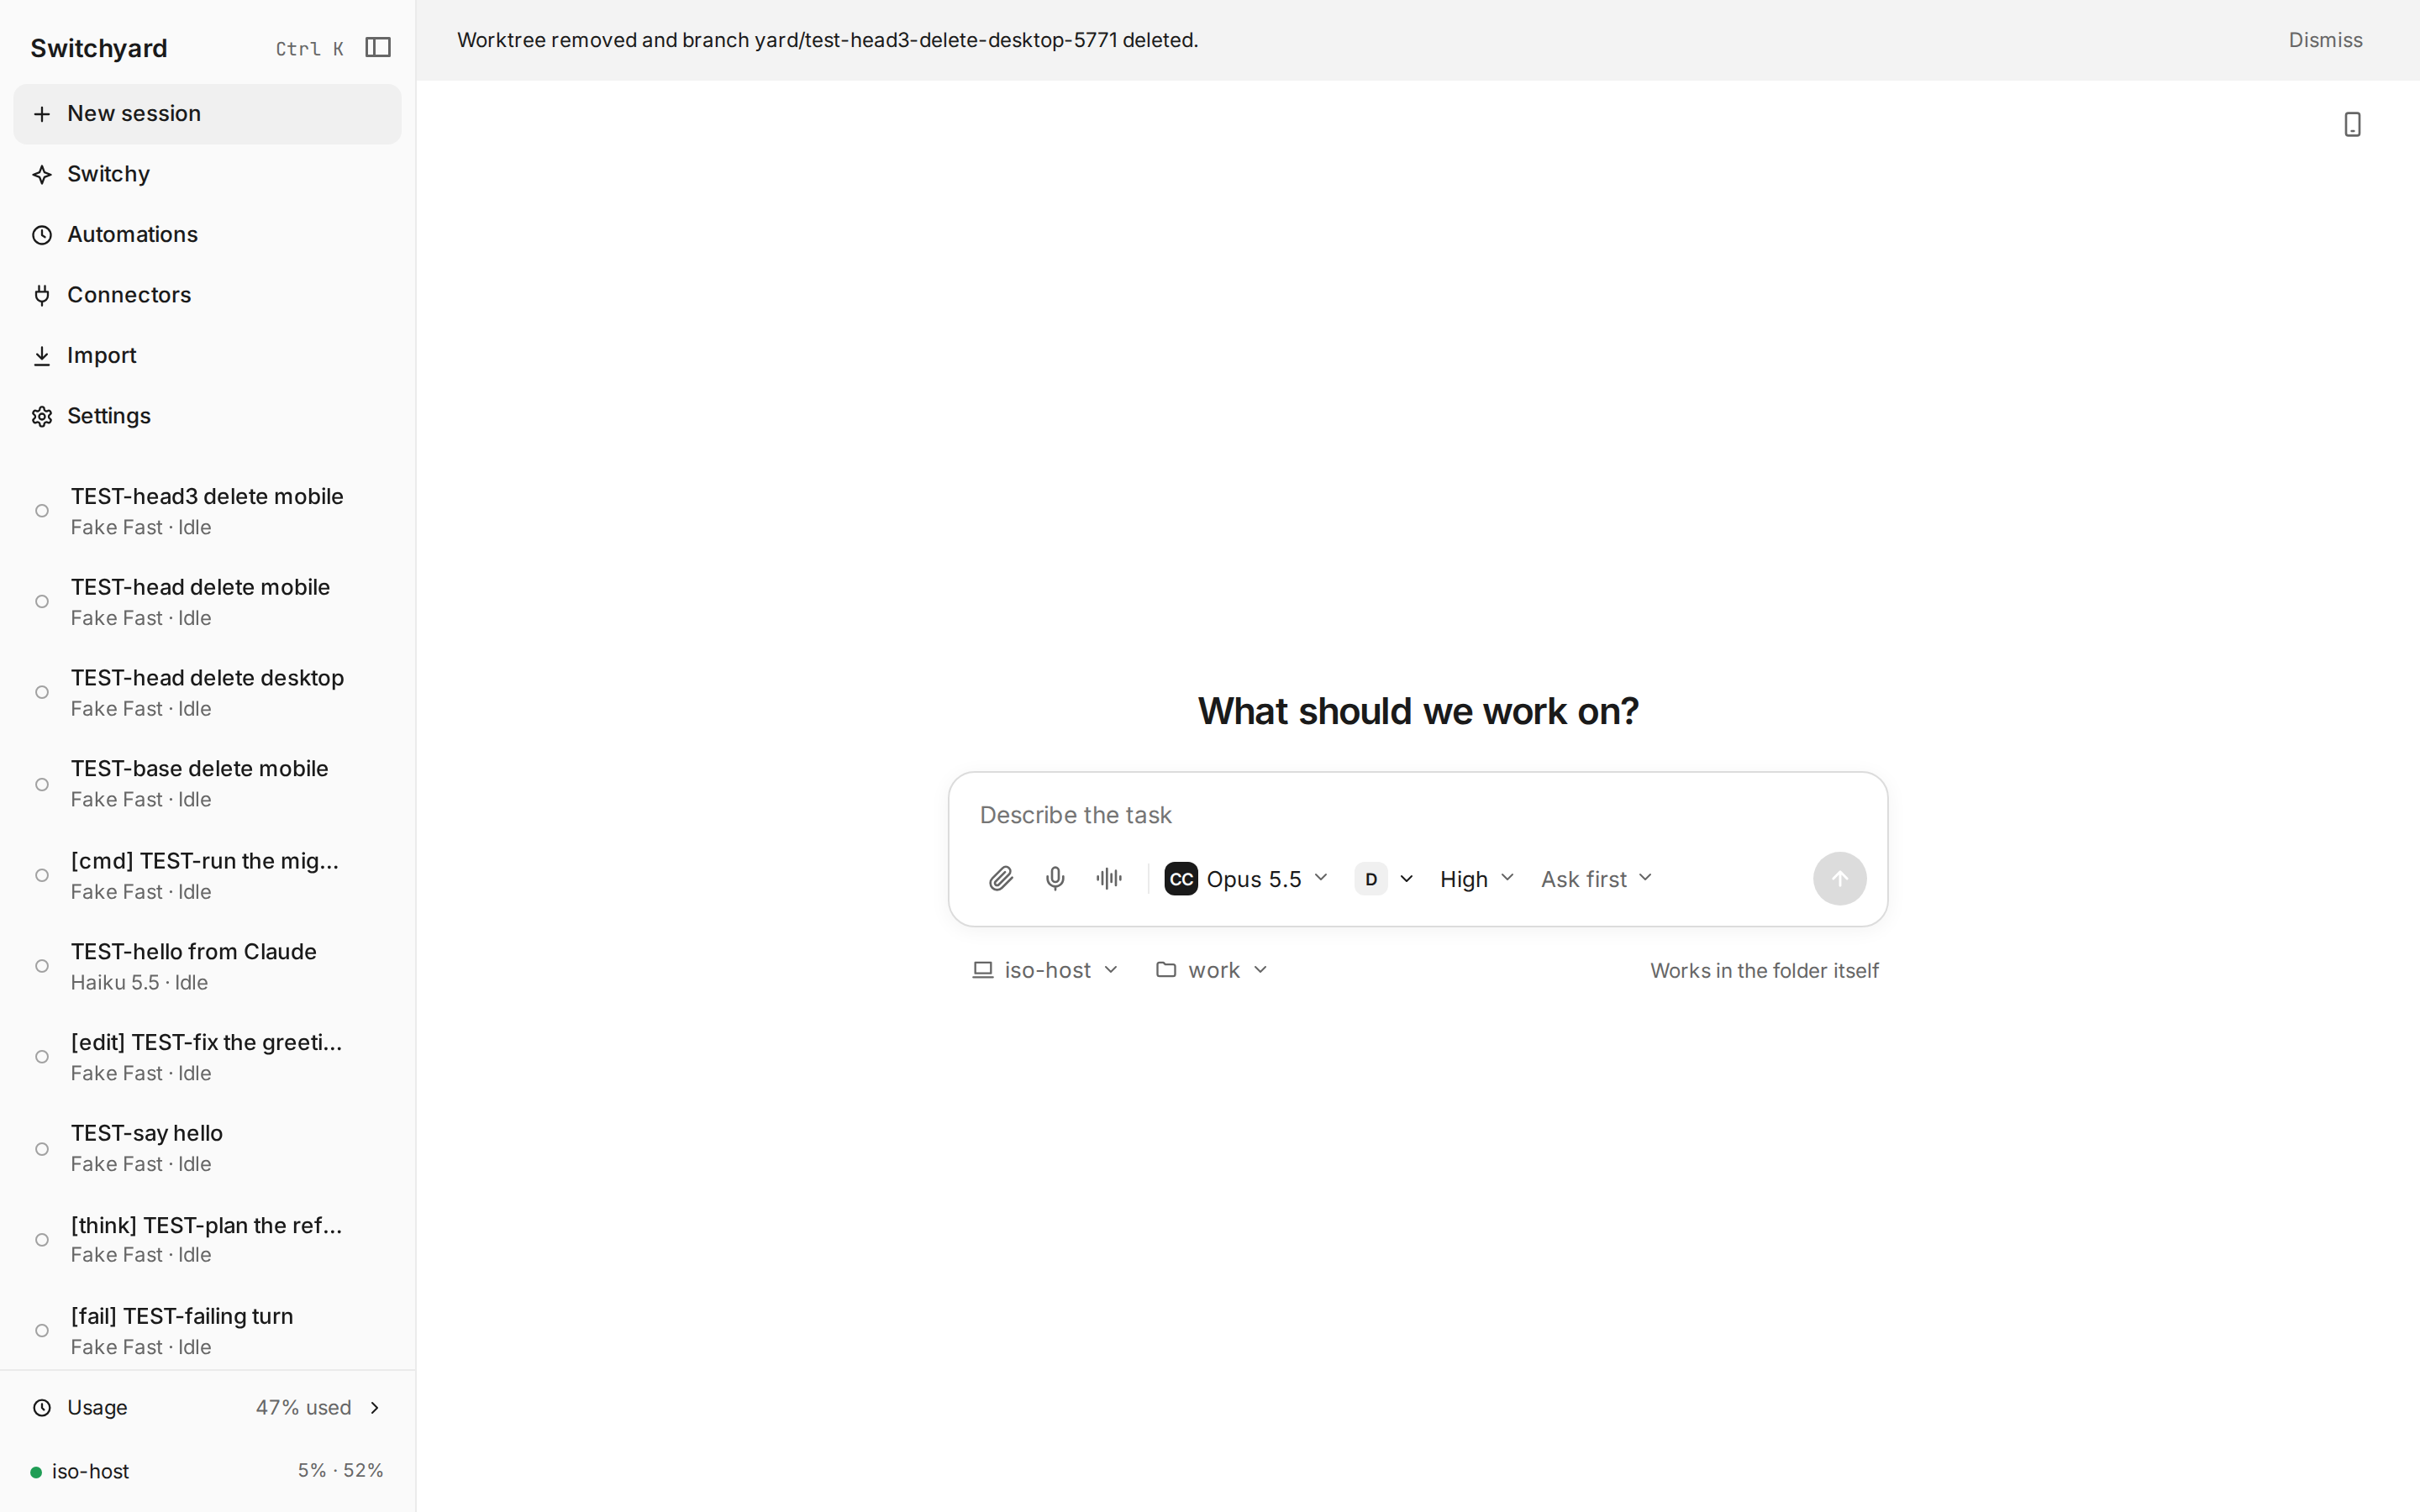 Switchyard Ctrl K
Worktree removed and branch yard/test-head3-delete-desktop-5771 deleted. Dismiss
New session
Switchy
Automations
Connectors
Import
Settings
TEST-head3 delete mobile
Fake Fast · Idle
TEST-head delete mobile
Fake Fast · Idle
TEST-head delete desktop
Fake Fast · Idle
TEST-base delete mobile
Fake Fast · Idle
[cmd] TEST-run the mig...
Fake Fast · Idle
TEST-hello from Claude
Haiku 5.5 · Idle
[edit] TEST-fix the greeti...
Fake Fast · Idle
TEST-say hello
Fake Fast · Idle
[think] TEST-plan the ref...
Fake Fast · Idle
[fail] TEST-failing turn
Fake Fast · Idle
Usage 47% used
iso-host 5% · 52%
What should we work on?
Describe the task
CC Opus 5.5 D High Ask first
iso-host work Works in the folder itself